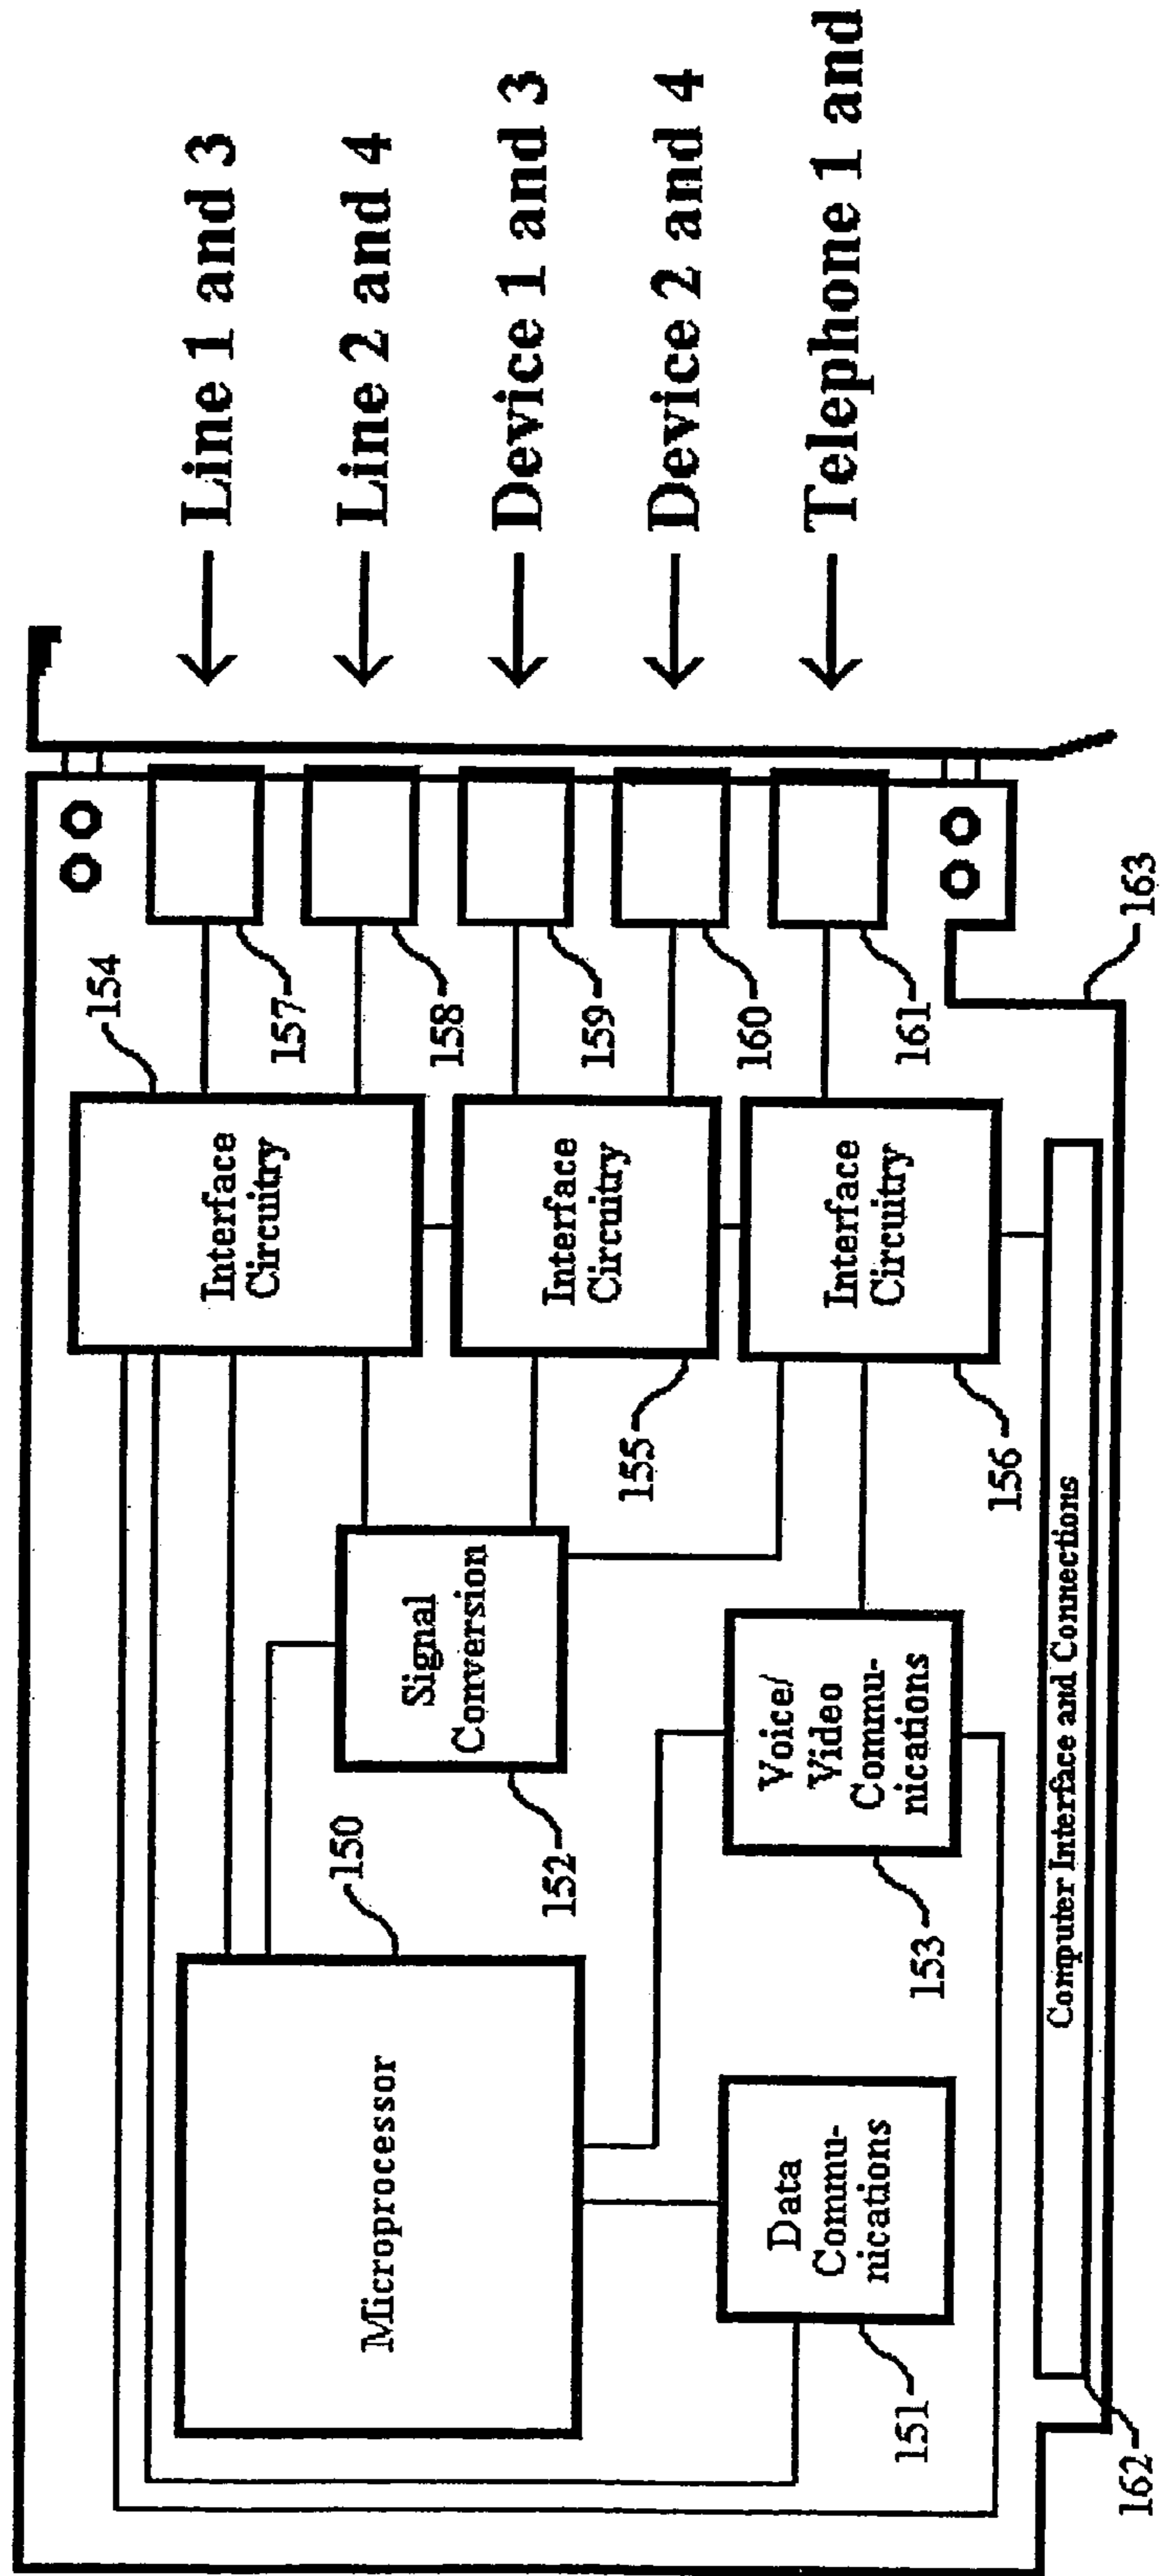 Line 1 and 3
Line 2 and 4
Device 1 and 3
Device 2 and 4
Telephone 1 and
154
157
158
159
160
161
163
Interface
Circuitry
Interface
Circuitry
Interface
Circuitry
155
156
Signal
Conversion
152
Voice/
Video
Commu-
nications
153
150
Microprocessor
Data
Commu-
nications
151
Computer Interface and Connections
162